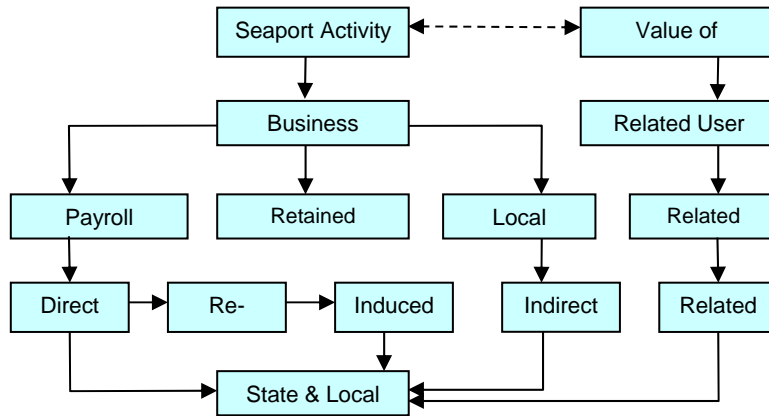 Seaport Activity
Value of
Business
Related User
Payroll
Retained
Local
Related
Direct
Re-
Induced
Indirect
Related
State & Local